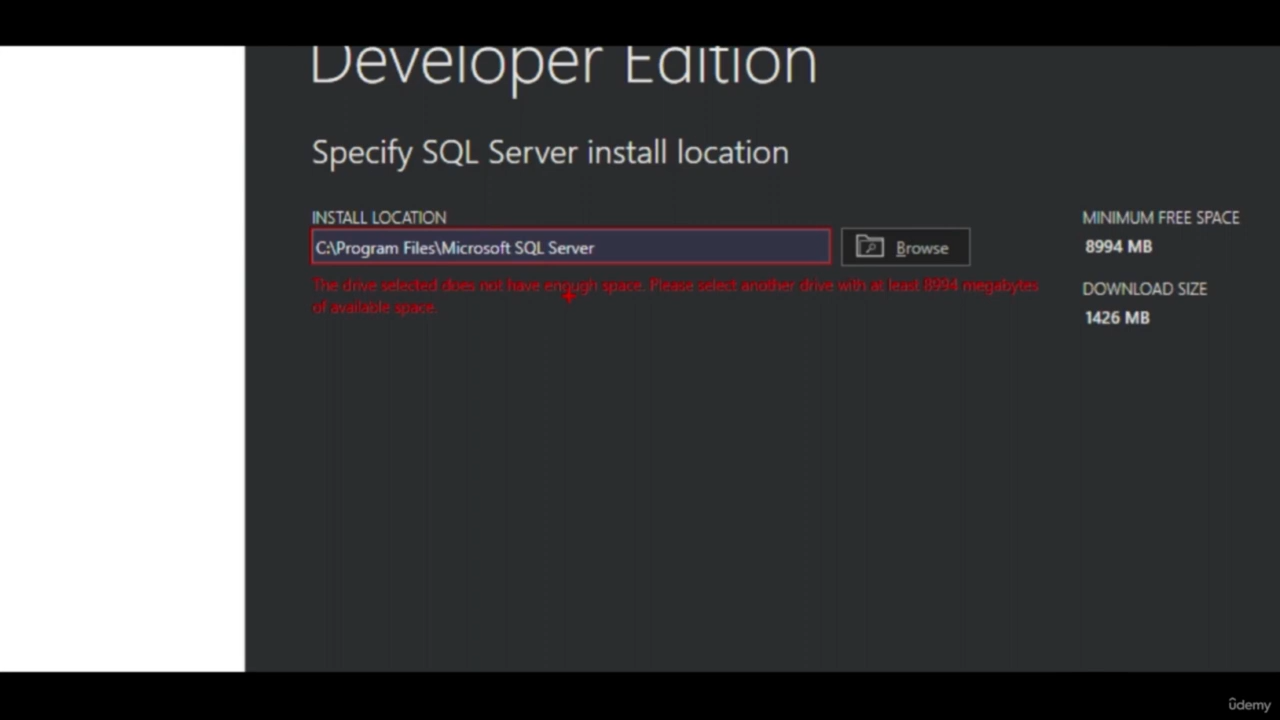 Developer Edition
Specify SQL Server install location
INSTALL LOCATION
C:\Program Files\Microsoft SQL Server
Browse
The drive selected does not have enough space. Please select another drive with at least 8994 megabytes
of available space.
MINIMUM FREE SPACE
8994 MB
DOWNLOAD SIZE
1426 MB
ûdemy